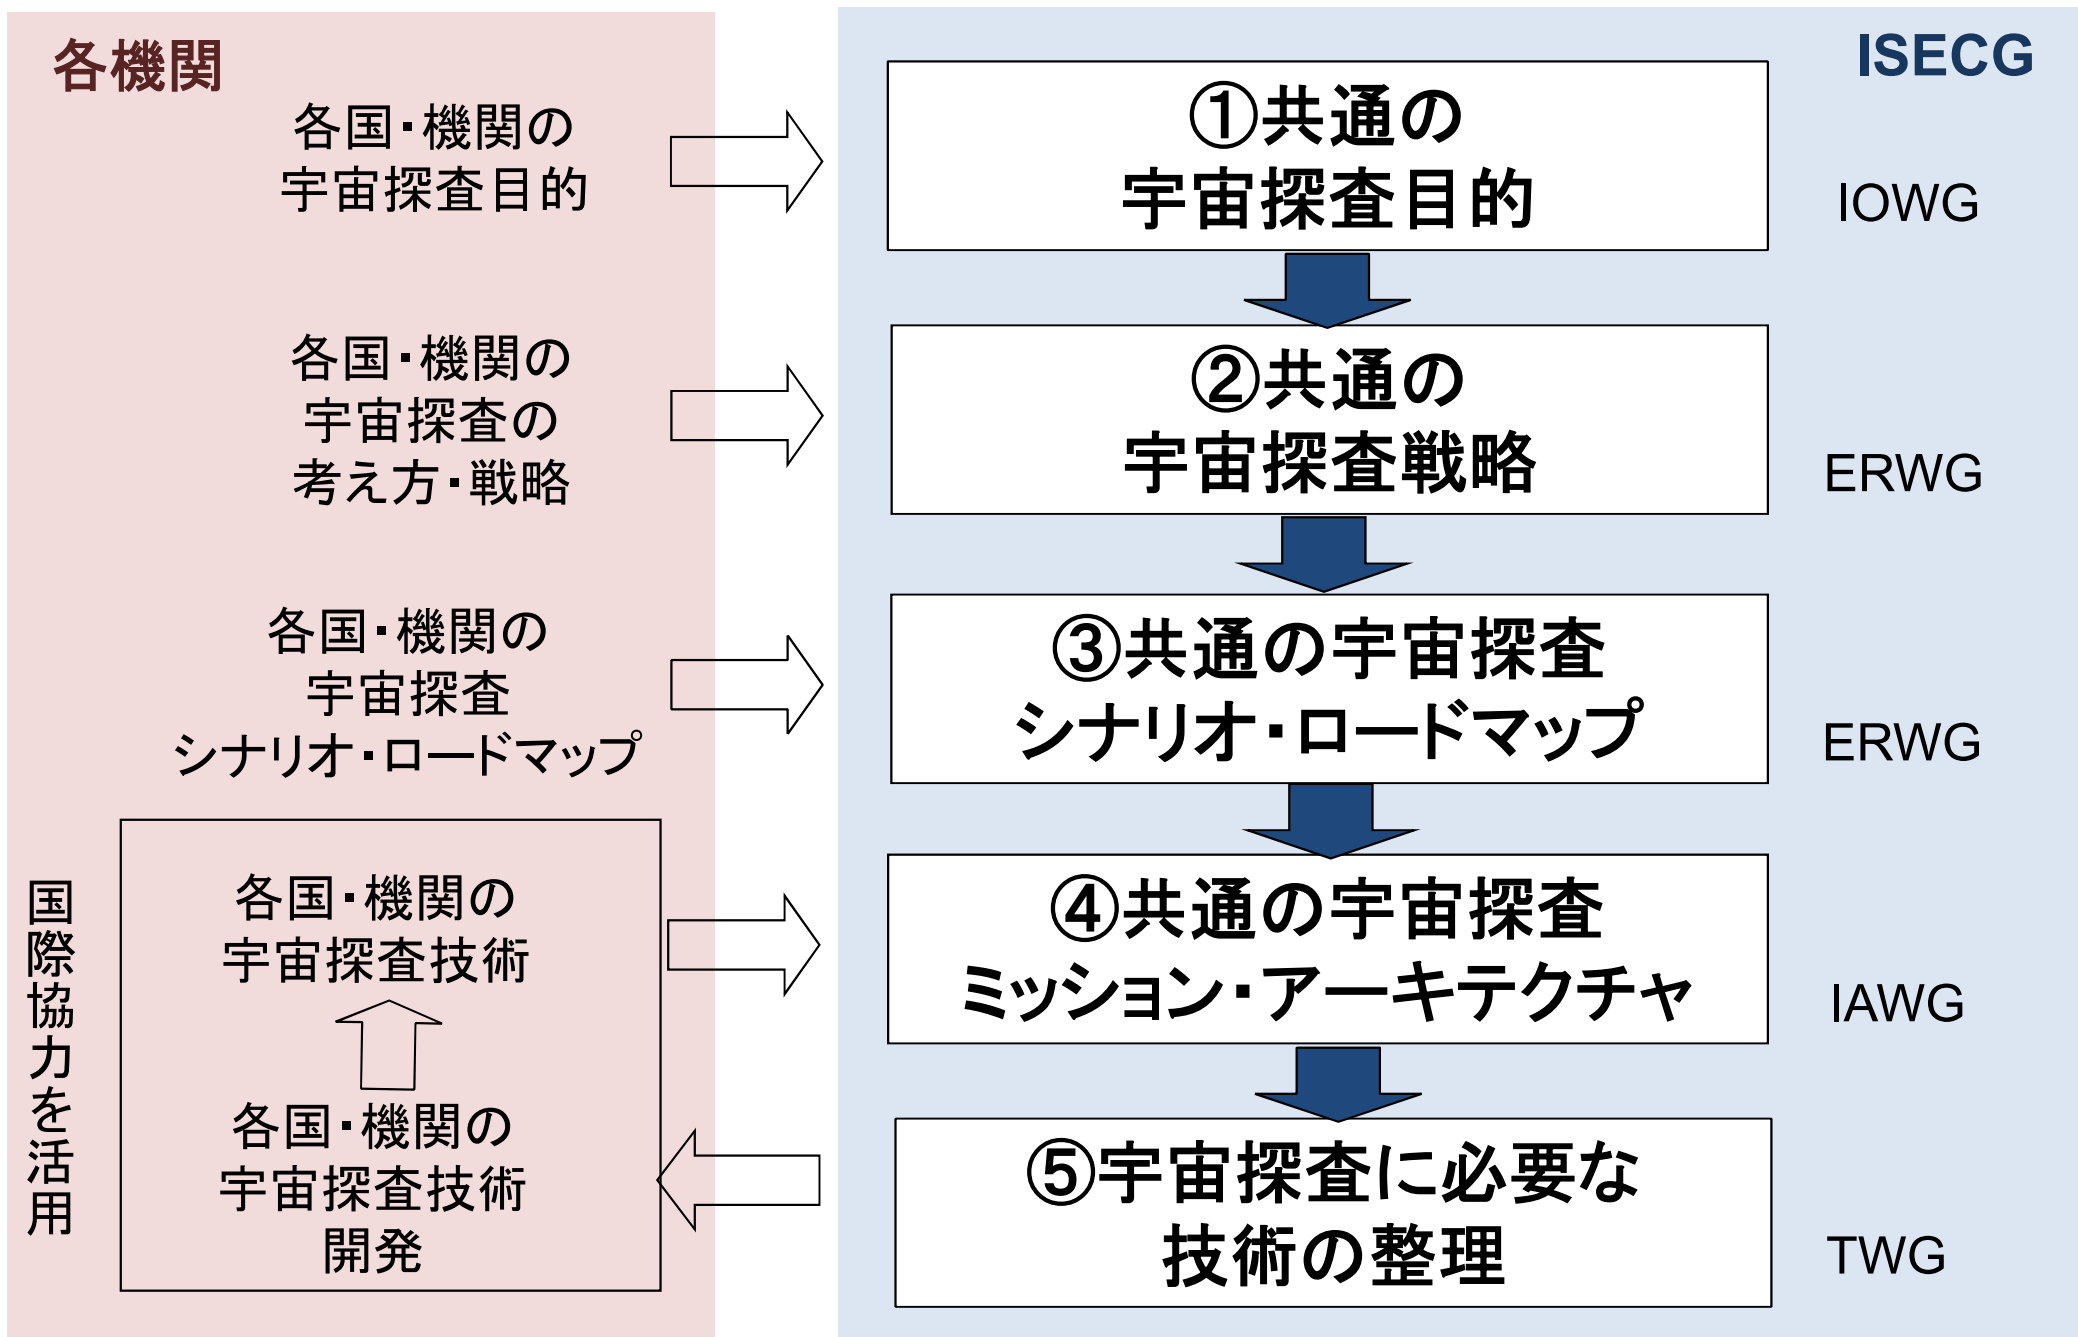 各機関
各国・機関の
宇宙探査目的
各国・機関の
宇宙探査の
考え方・戦略
各国・機関の
宇宙探査
シナリオ・ロードマップ
国際協力を活用
各国・機関の
宇宙探査技術
各国・機関の
宇宙探査技術
開発
ISECG
①共通の
宇宙探査目的
IOWG
②共通の
宇宙探査戦略
ERWG
③共通の宇宙探査
シナリオ・ロードマップ
ERWG
④共通の宇宙探査
ミッション・アーキテクチャ
IAWG
⑤宇宙探査に必要な
技術の整理
TWG